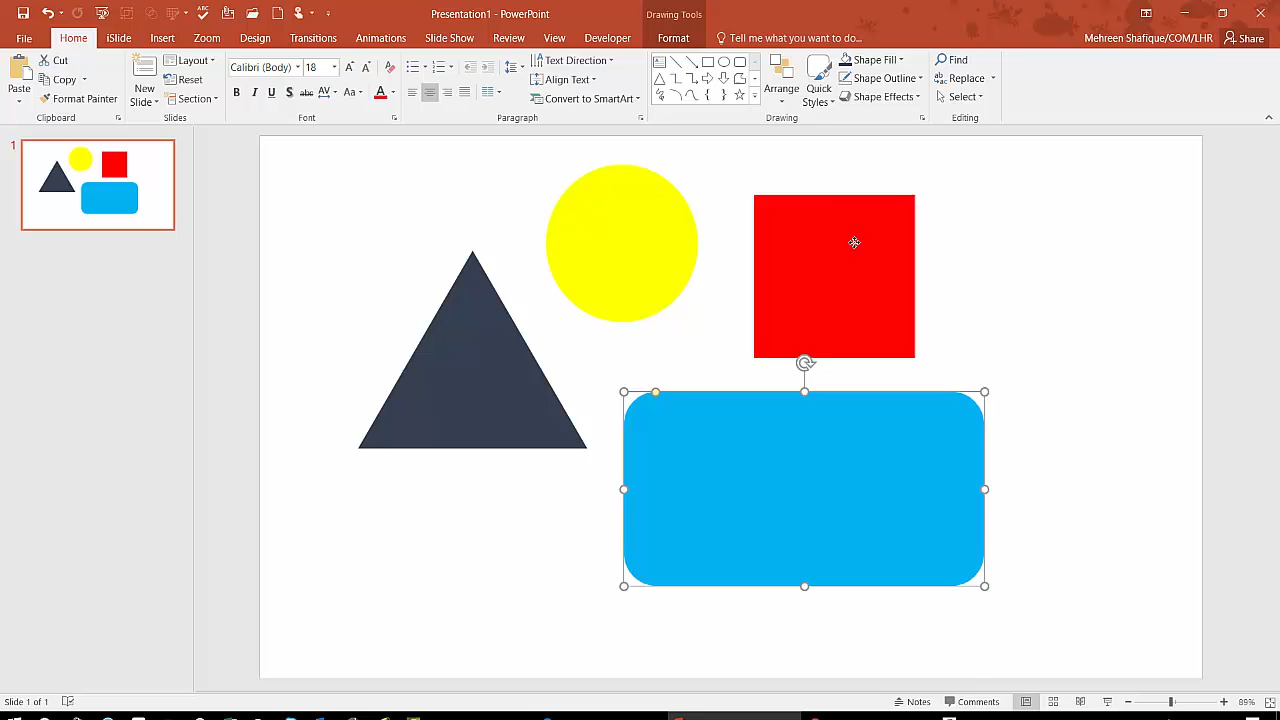 Presentation1 - PowerPoint
Drawing Tools
File Home iSlide Insert Zoom Design Transitions Animations Slide Show Review View Developer Format Tell me what you want to do... Mehreen Shafique/COM/LHR Share
Paste
Cut
Copy
Format Painter
Clipboard
New
Slide
Layout
Reset
Section
Slides
Calibri (Body) 18
B I U S abc AV Aa A
Font
Text Direction
Align Text
Convert to SmartArt
Paragraph
Arrange
Quick
Styles
Shape Fill
Shape Outline
Shape Effects
Drawing
Find
Replace
Select
Editing
1
Slide 1 of 1
Notes
Comments
89%